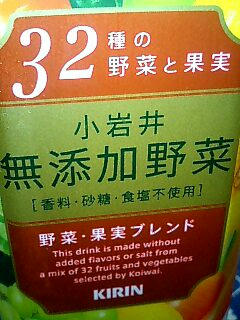 32種の
野菜と果実
小岩井
無添加野菜
[香料・砂糖・食塩不使用]
野菜・果実ブレンド
This drink is made without
added flavors or salt from
a mix of 32 fruits and vegetables
selected by Koiwai.
KIRIN